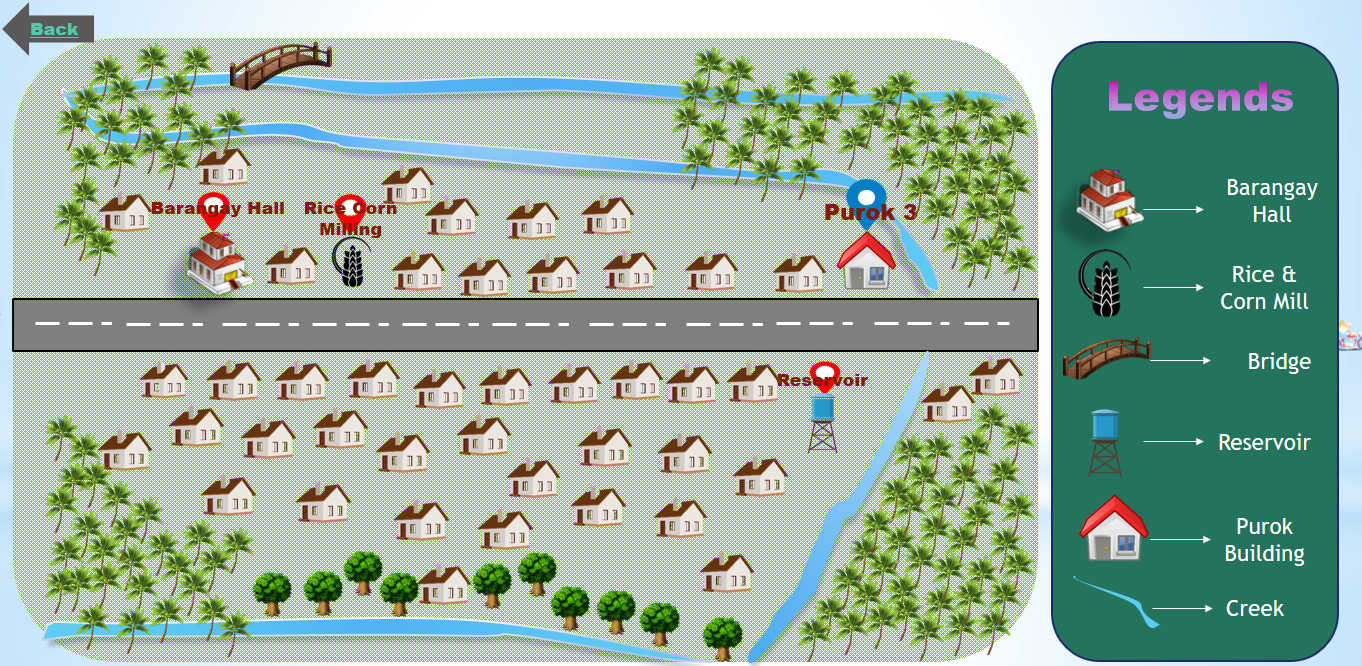 Back
Barangay Hall
Rice Corn
Milling
Purok 3
Reservoir
Legends
Barangay
Hall
Rice &
Corn Mill
Bridge
Reservoir
Purok
Building
Creek